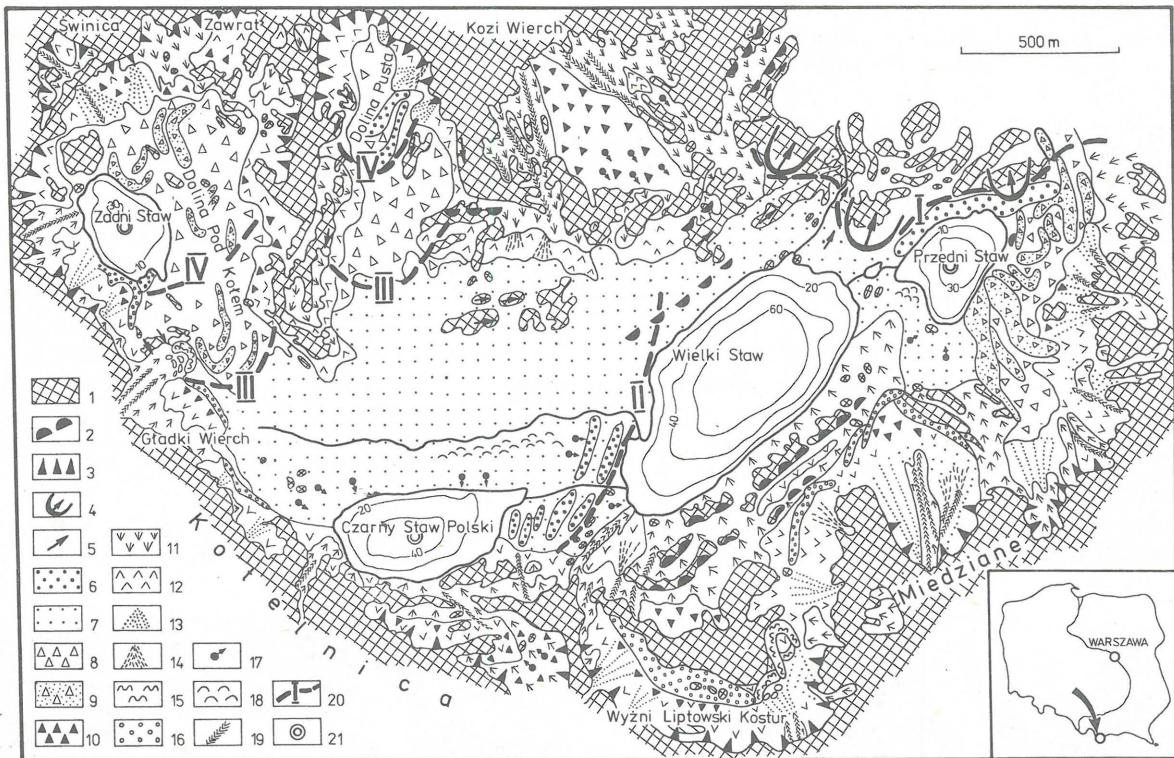 Świnica
Zawrat
Kozi Wierch
500 m
Dolina Pusta
IV
Zadni Staw
30
10
Dolina Pod Kołem
IV
III
III
I
10
Przedni Staw
30
20
60
Wielki Staw
40
II
Gładki Wierch
20
Czarny Staw Polski
40
Kotelnica
Miedziane
Wyżni Liptowski Kostur
WARSZAWA
1
2
3
4
5 11
6 12
7 13
8 14 17
9 15 18 I 20
10 16 19 21